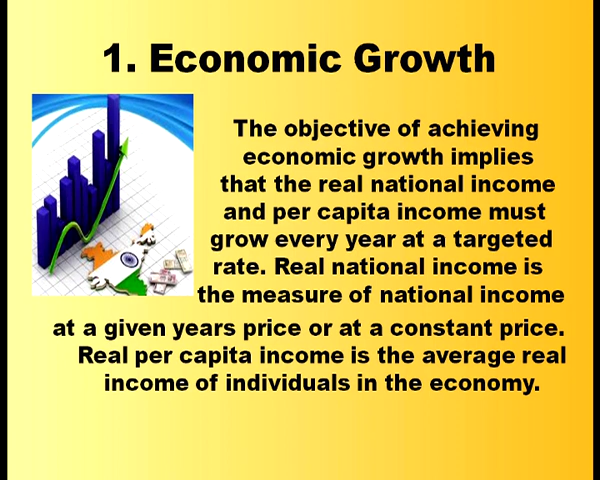 1. Economic Growth
The objective of achieving
economic growth implies
that the real national income
and per capita income must
grow every year at a targeted
rate. Real national income is
the measure of national income
at a given years price or at a constant price.
Real per capita income is the average real
income of individuals in the economy.